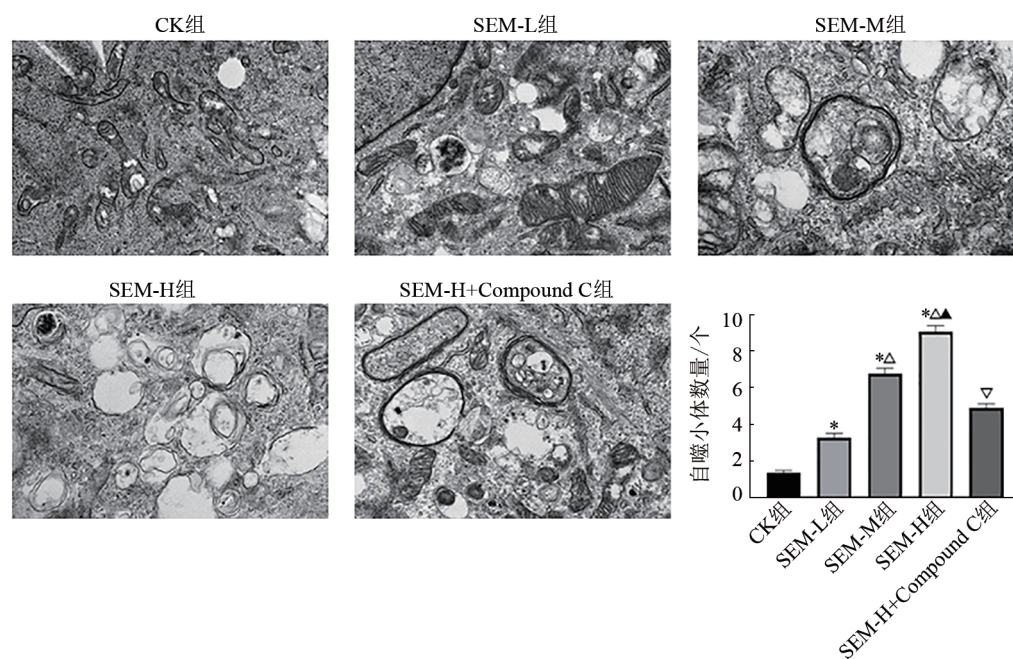 CK组
SEM-L组
SEM-M组
SEM-H组
SEM-H+Compound C组
自噬小体数量/个
10
8
6
4
2
0
*
*△
*△▲
▽
CK组
SEM-L组
SEM-M组
SEM-H组
SEM-H+Compound C组